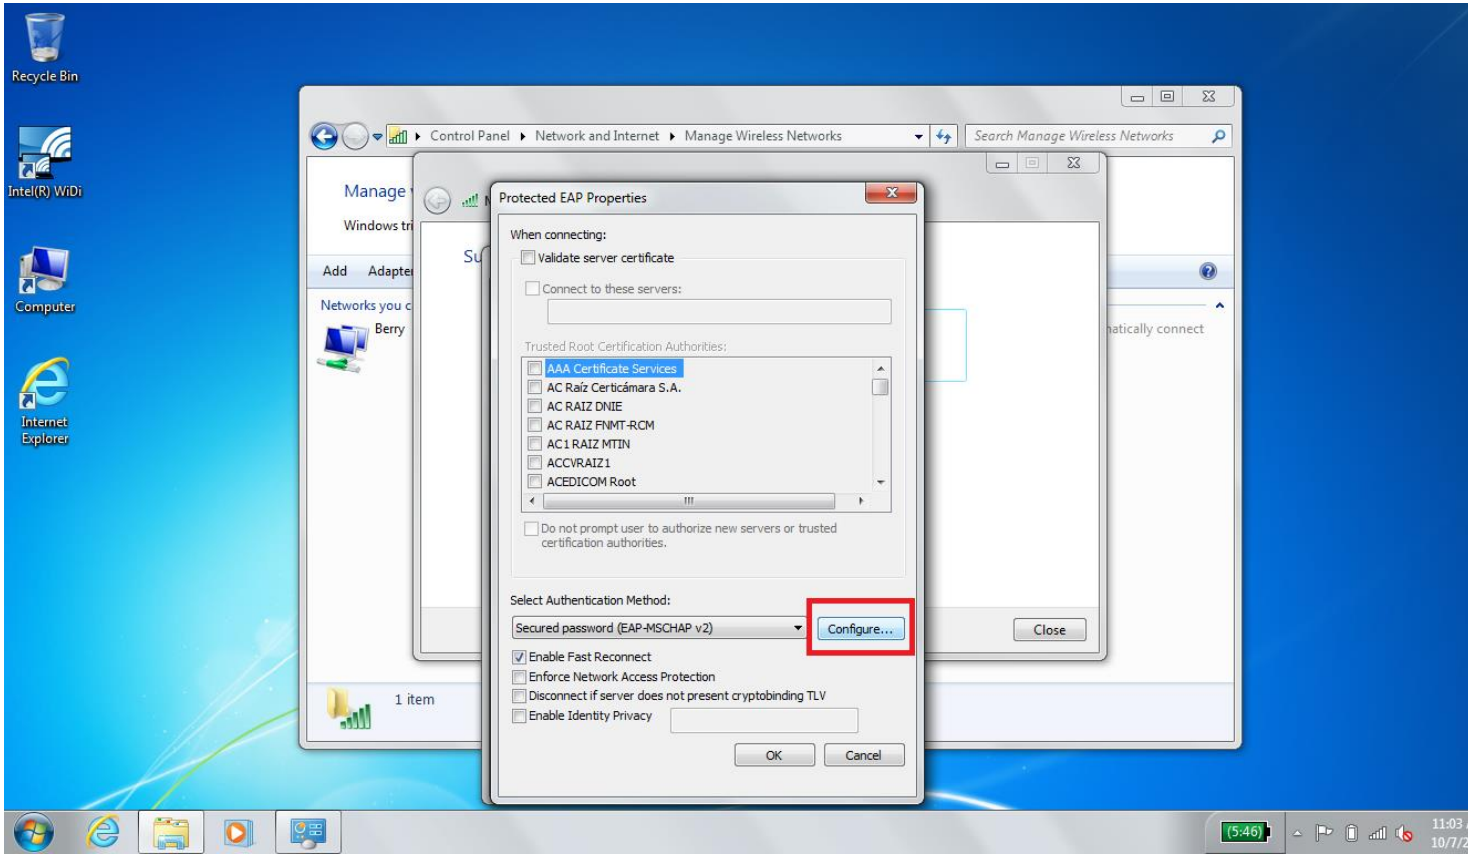 Recycle Bin
Intel(R) WiDi
Computer
Internet
Explorer
Control Panel
Network and Internet
Manage Wireless Networks
Search Manage Wireless Networks
Manage
Windows tri
Add
Adapte
Networks you c
Berry
atically connect
Su
Close
1 item
Protected EAP Properties
When connecting:
Validate server certificate
Connect to these servers:
Trusted Root Certification Authorities:
AAA Certificate Services
AC Raíz Certicámara S.A.
AC RAIZ DNIE
AC RAIZ FNMT-RCM
AC1 RAIZ MTIN
ACCVRAIZ1
ACEDICOM Root
Do not prompt user to authorize new servers or trusted
certification authorities.
Select Authentication Method:
Secured password (EAP-MSCHAP v2)
Configure...
Enable Fast Reconnect
Enforce Network Access Protection
Disconnect if server does not present cryptobinding TLV
Enable Identity Privacy
OK
Cancel
(5:46)
11:03
10/7/2